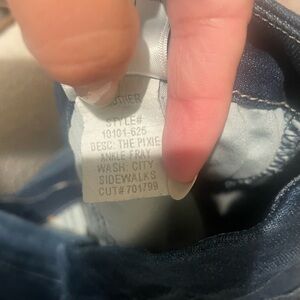 STYLE#
10101-625
DESC: THE PIXIE
ANKLE FRAY
WASH: CITY
SIDEWALKS
CUT# 701799